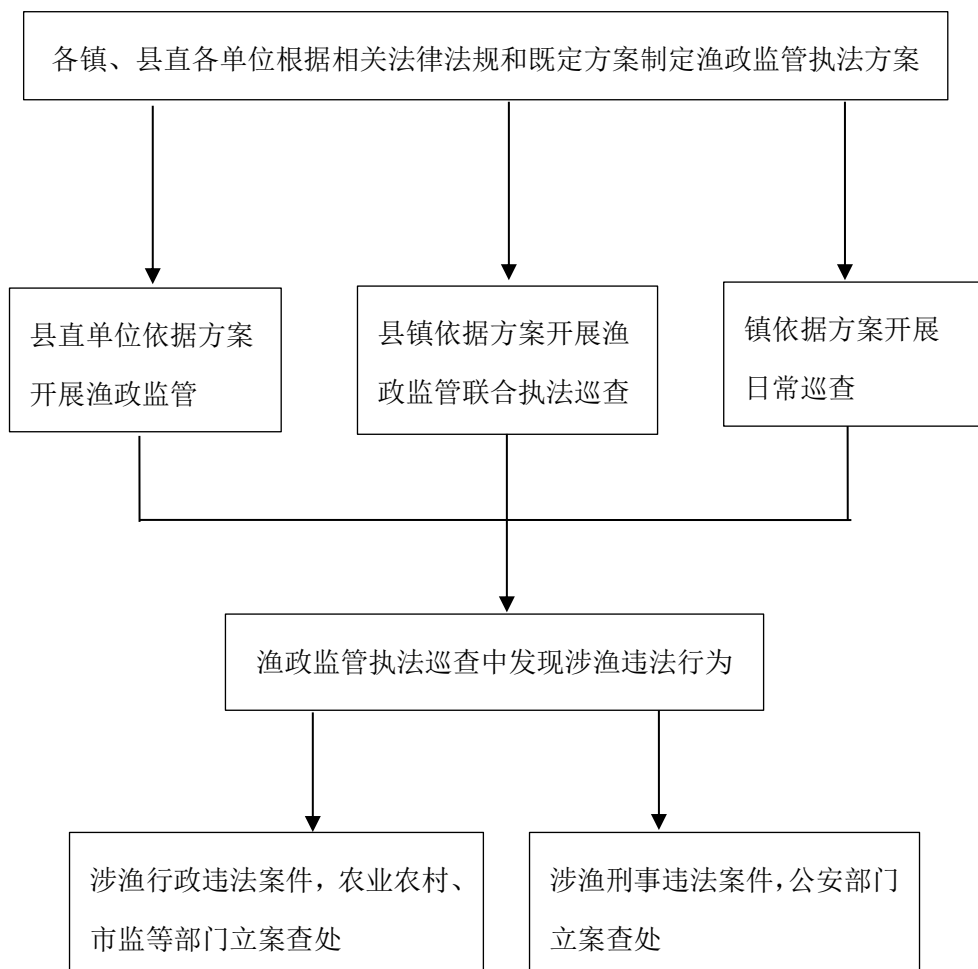 各镇、县直各单位根据相关法律法规和既定方案制定渔政监管执法方案
县直单位依据方案
开展渔政监管
县镇依据方案开展渔
政监管联合执法巡查
镇依据方案开展
日常巡查
渔政监管执法巡查中发现涉渔违法行为
涉渔行政违法案件，农业农村、
市监等部门立案查处
涉渔刑事违法案件，公安部门
立案查处